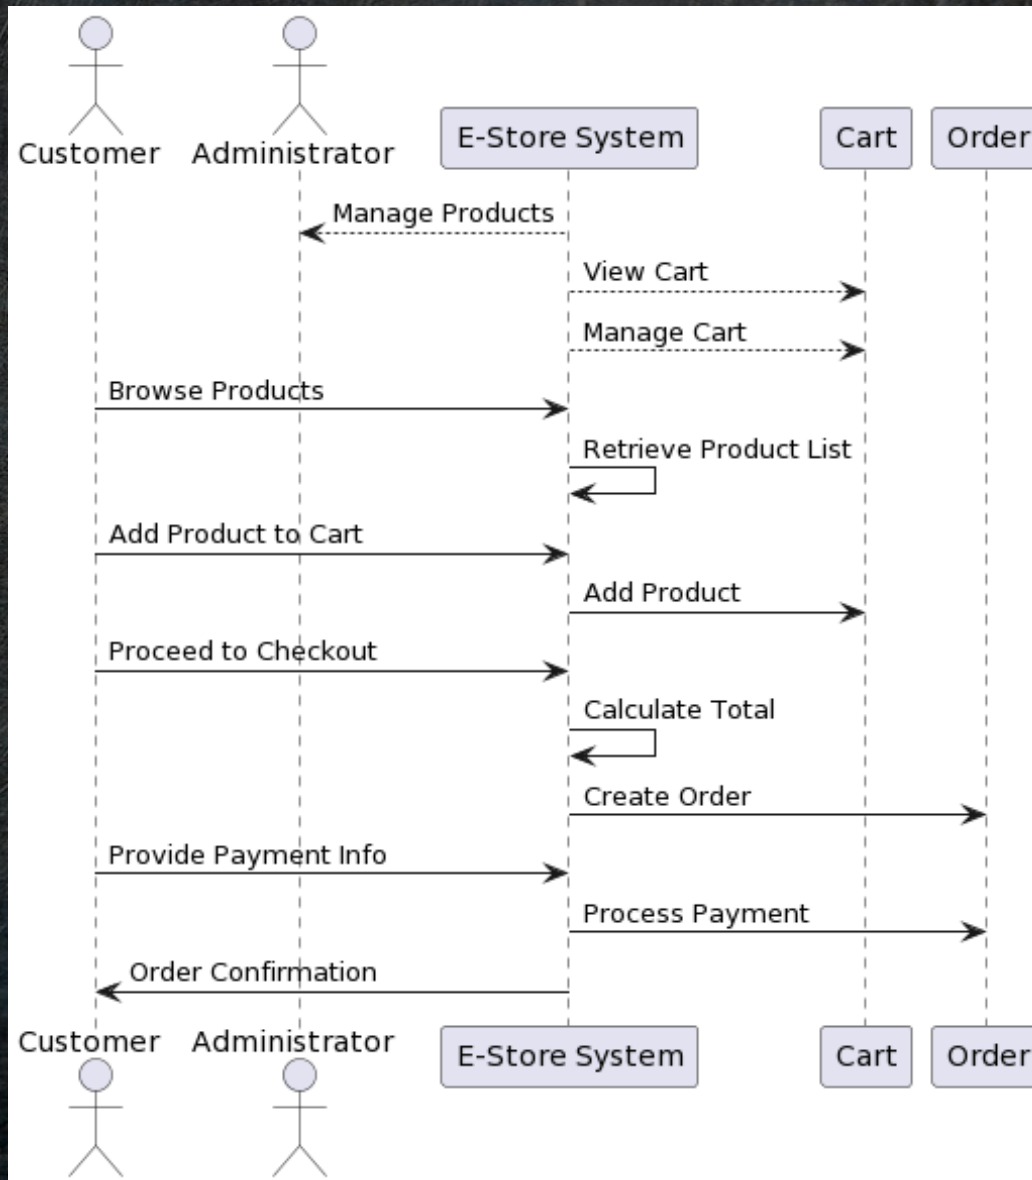 Customer
Administrator
E-Store System
Cart
Order
Manage Products
View Cart
Manage Cart
Browse Products
Retrieve Product List
Add Product to Cart
Add Product
Proceed to Checkout
Calculate Total
Create Order
Provide Payment Info
Process Payment
Order Confirmation
Customer
Administrator
E-Store System
Cart
Order